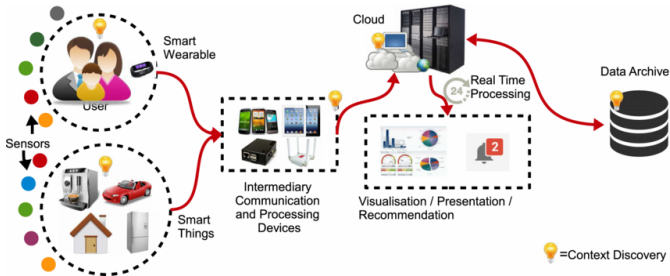 Smart
Wearable
User
Sensors
Smart
Things
Intermediary
Communication
and Processing
Devices
Cloud
24
Real Time
Processing
2
Visualisation / Presentation /
Recommendation
Data Archive
=Context Discovery